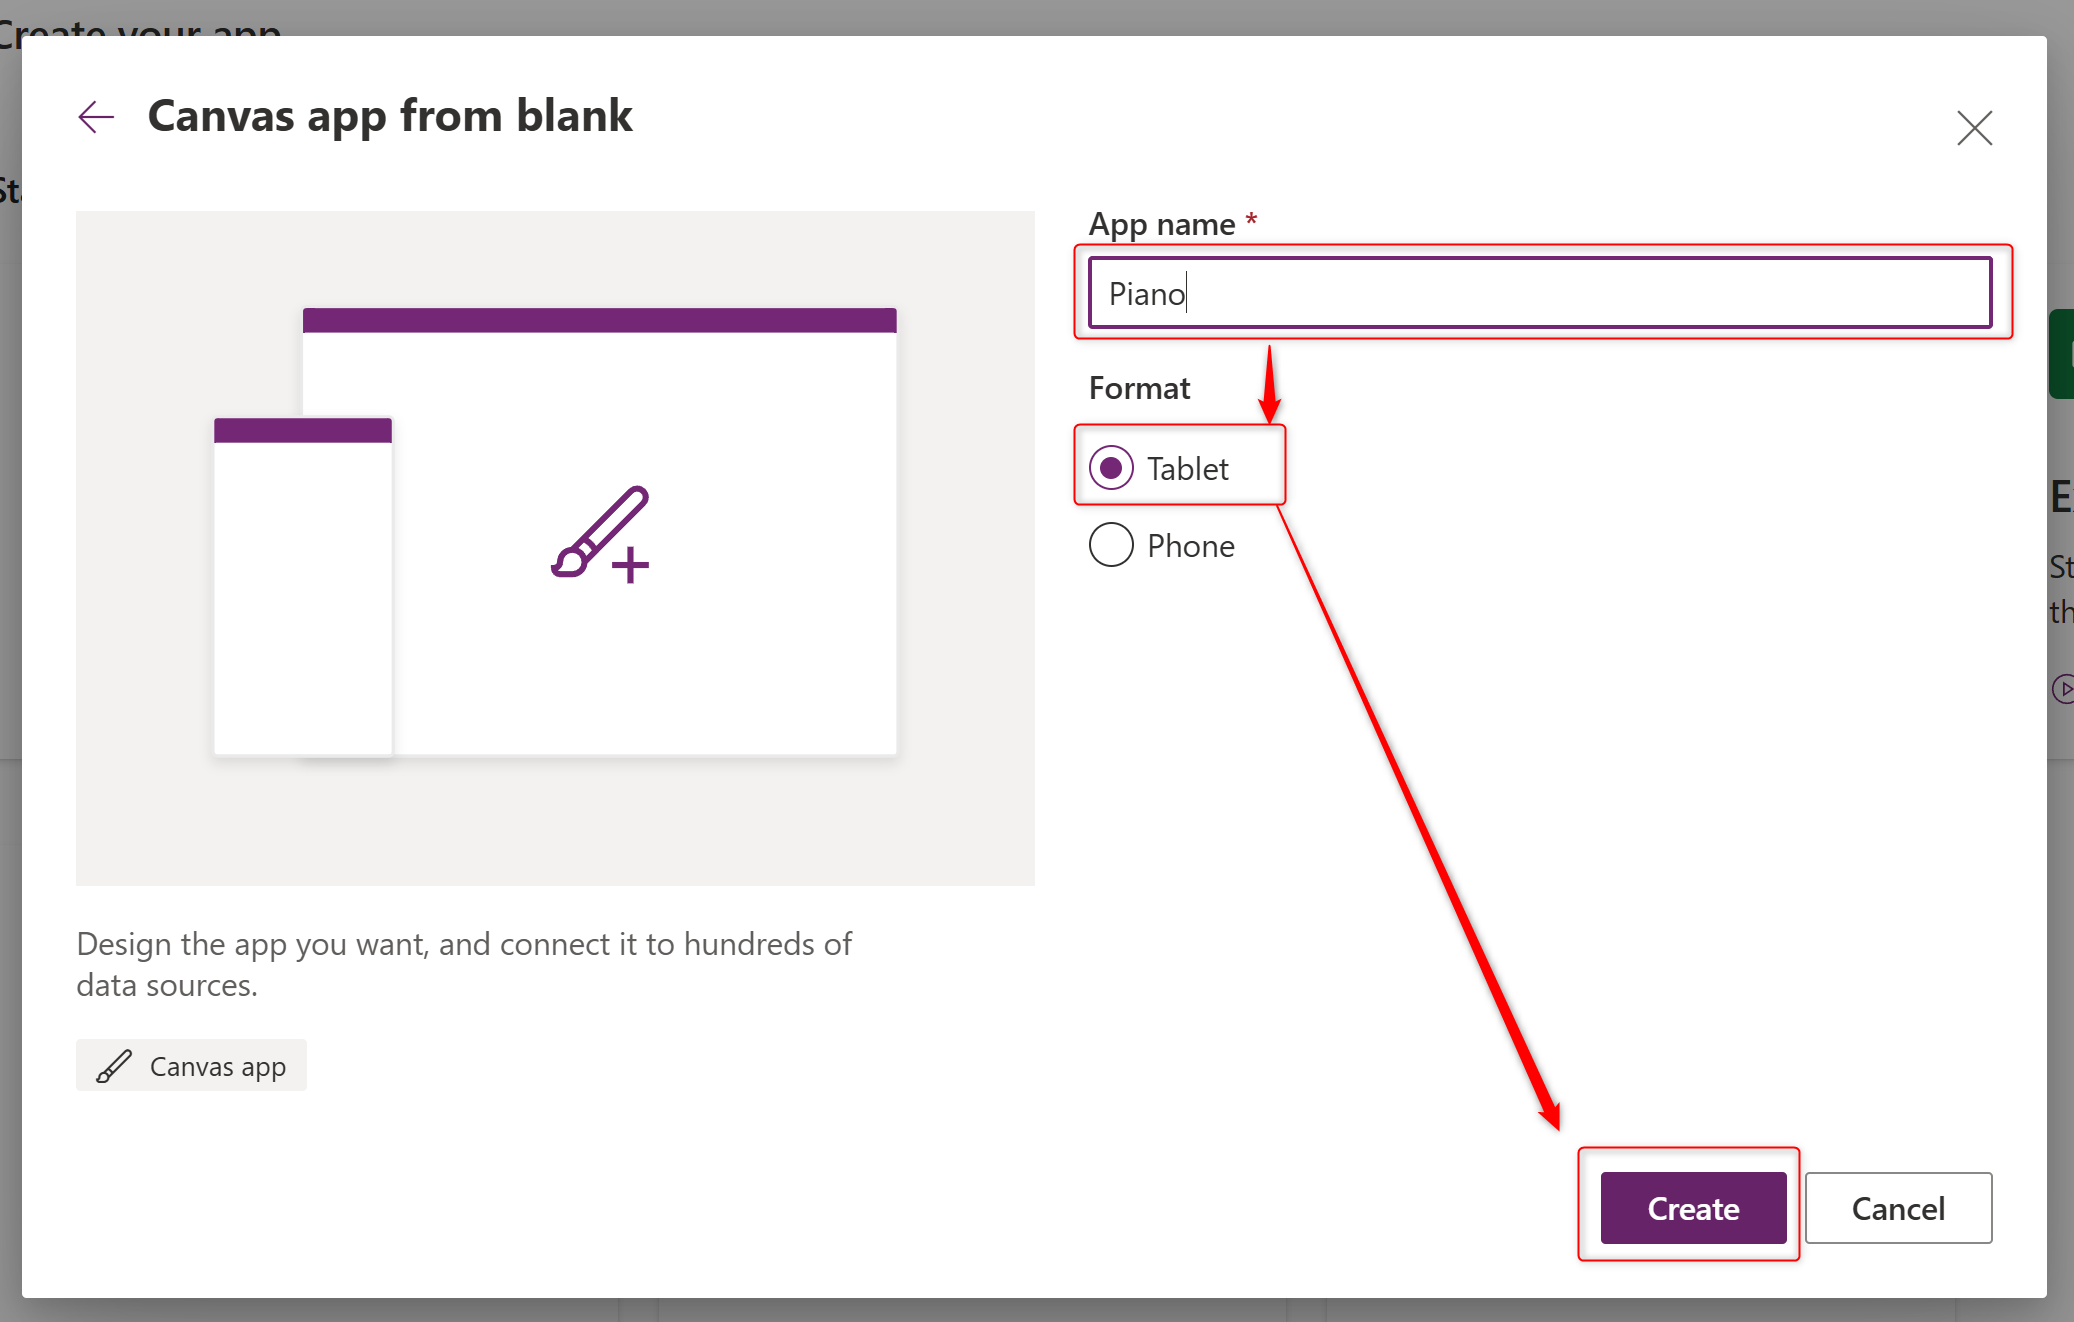 Create your app
Canvas app from blank
App name *
Piano
Format
Tablet
Phone
Design the app you want, and connect it to hundreds of
data sources.
Canvas app
Create
Cancel